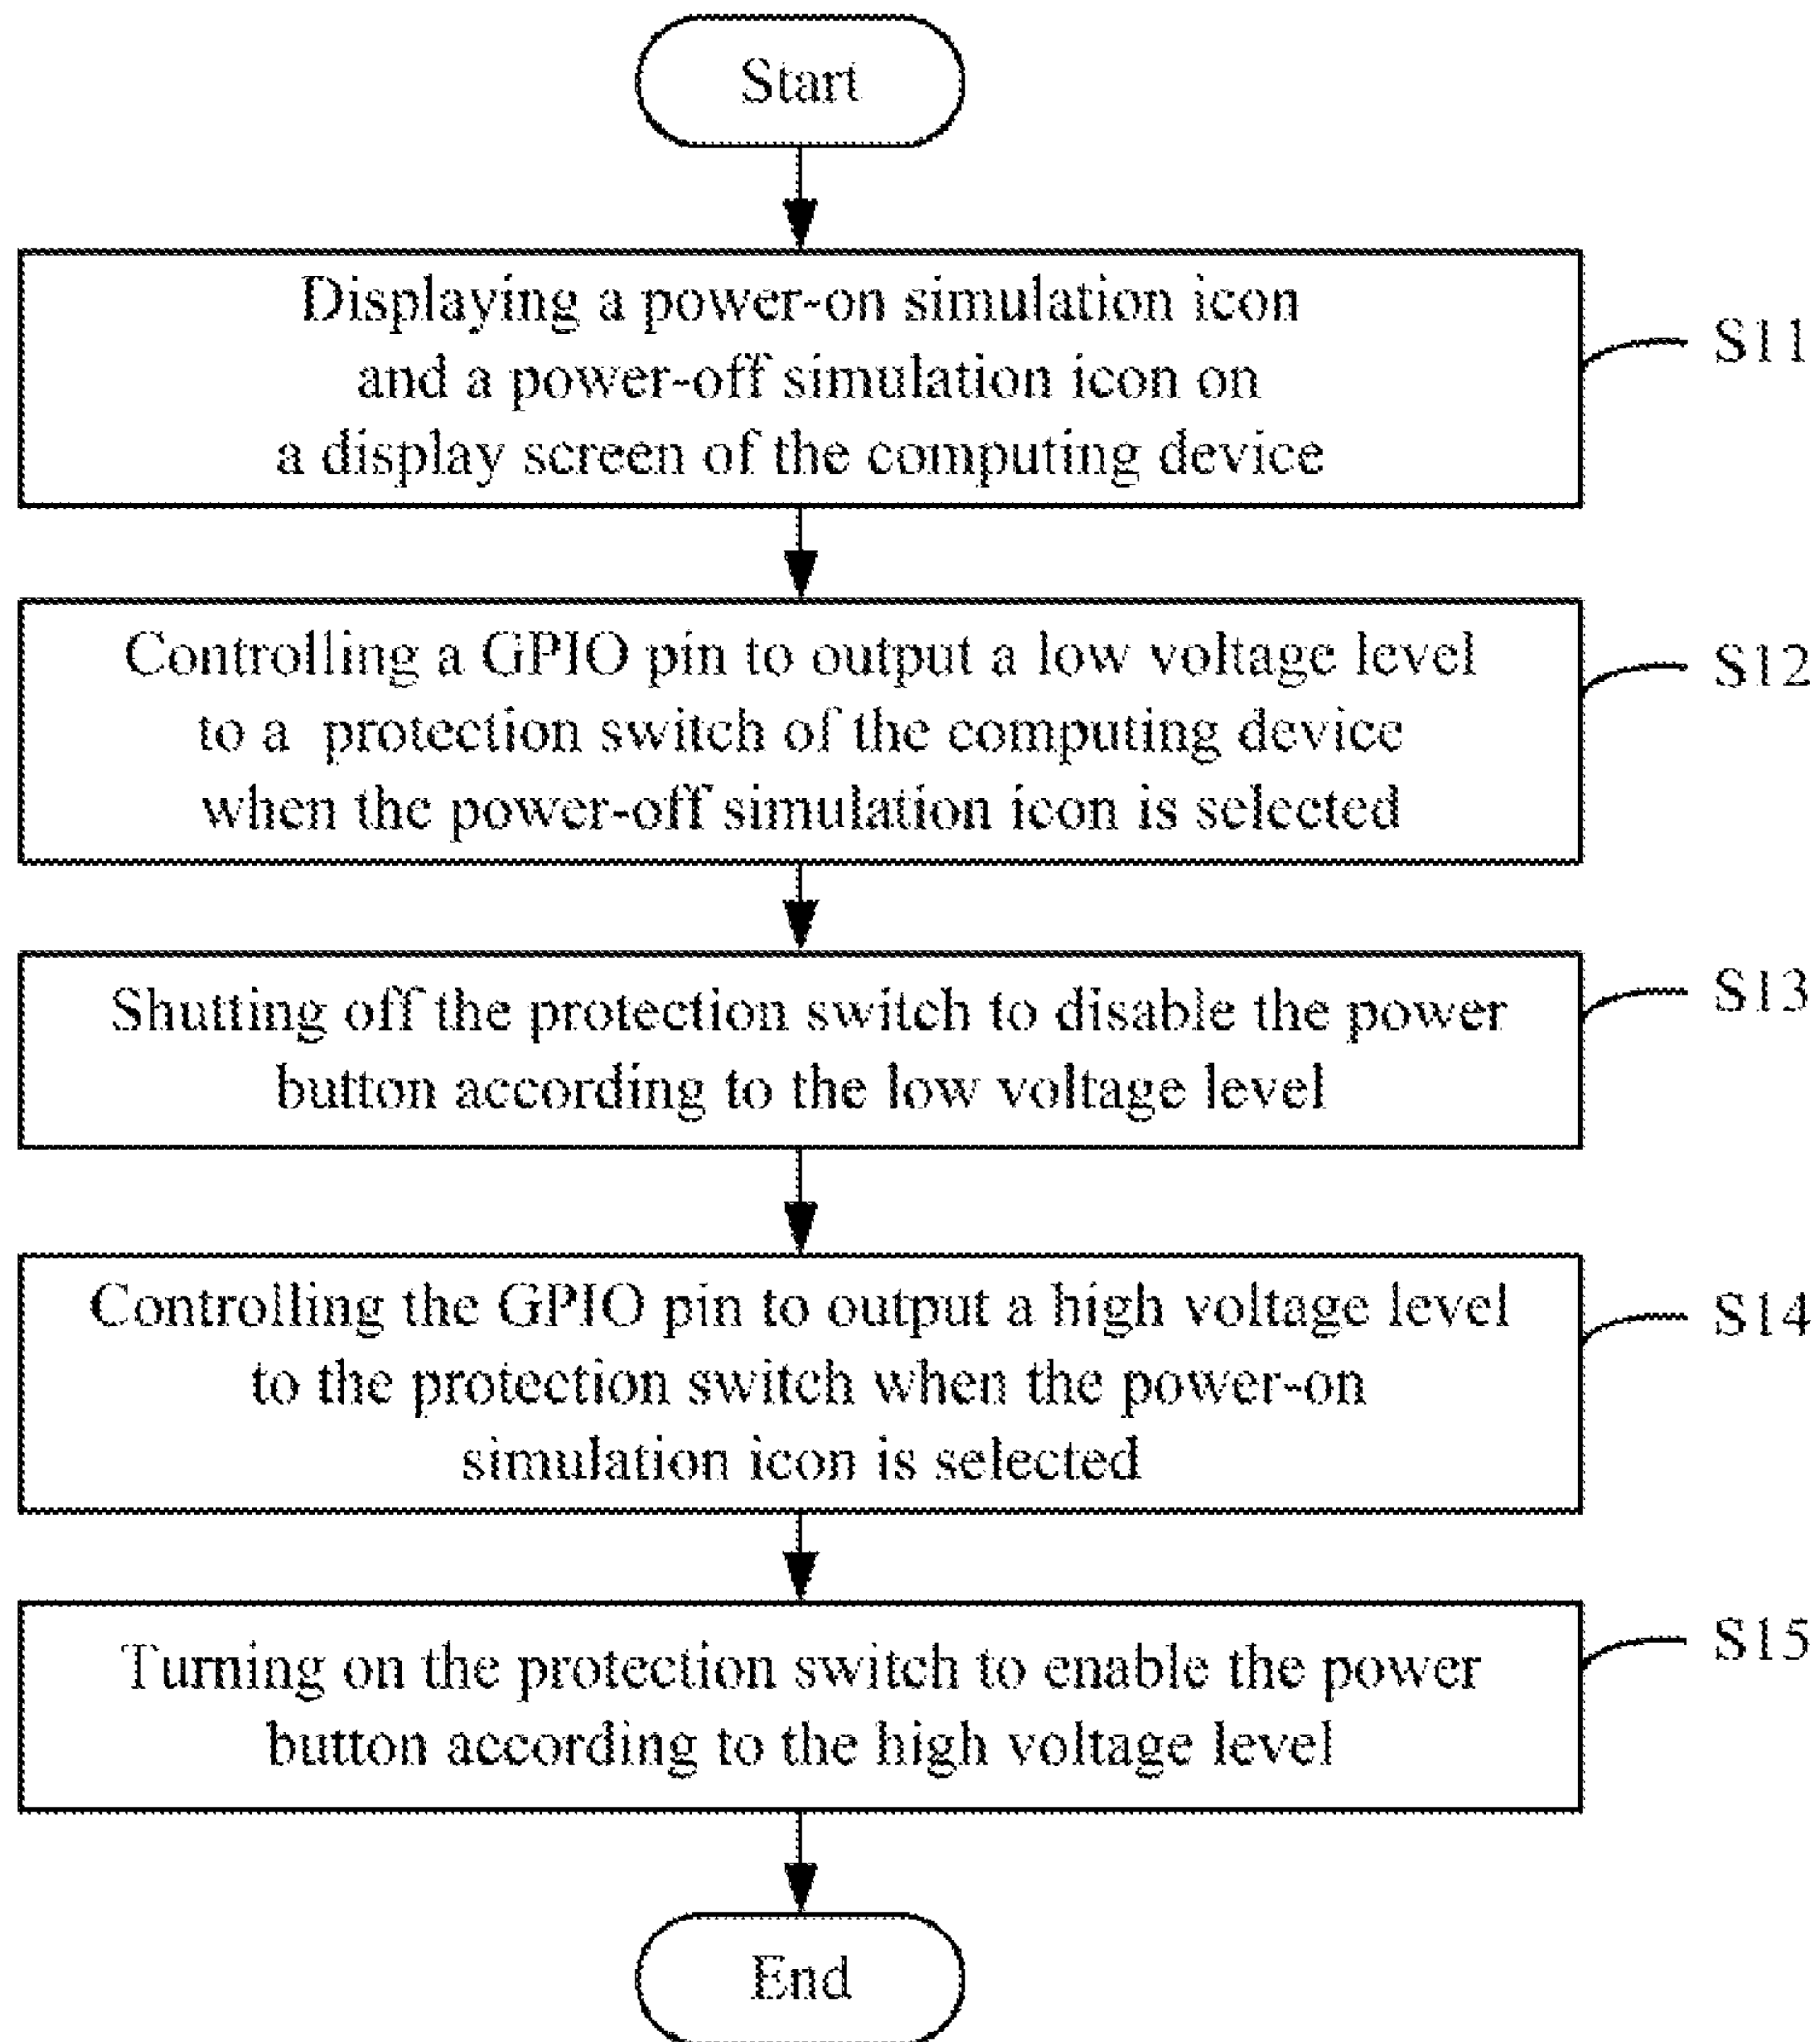 Start
Displaying a power-on simulation icon
and a power-off simulation icon on
a display screen of the computing device
S11
Controlling a GPIO pin to output a low voltage level
to a protection switch of the computing device
when the power-off simulation icon is selected
S12
Shutting off the protection switch to disable the power
button according to the low voltage level
S13
Controlling the GPIO pin to output a high voltage level
to the protection switch when the power-on
simulation icon is selected
S14
Turning on the protection switch to enable the power
button according to the high voltage level
S15
End